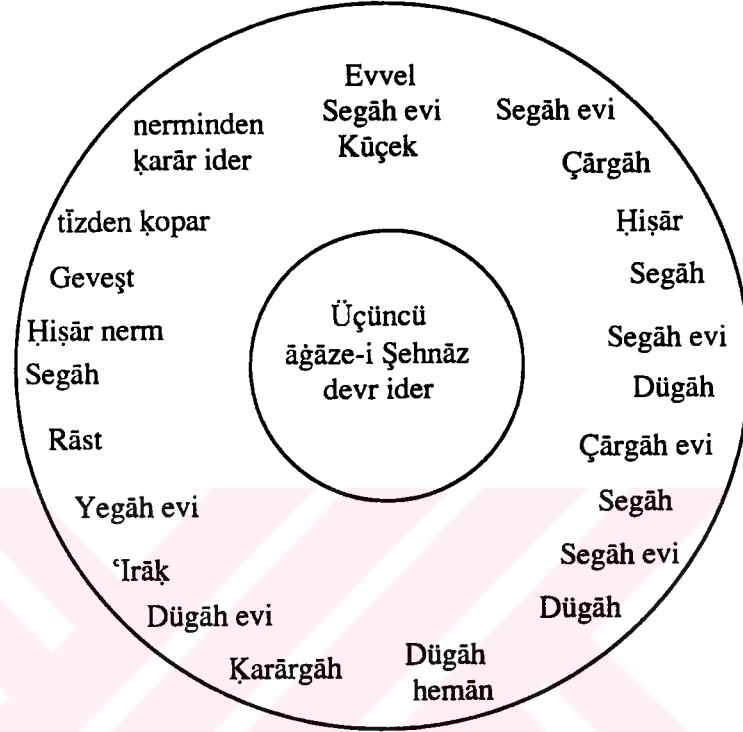 Evvel
Segāh evi
Kūçek
Segāh evi
Çārgāh
Ḥiṣār
Segāh
Segāh evi
Dügāh
Çārgāh evi
Segāh
Segāh evi
Dügāh
Dügāh
hemān
Ḳarārgāh
Dügāh evi
ʿIrāḳ
Yegāh evi
Rāst
Segāh
Ḥiṣār nerm
Geveşt
tīzden ḳopar
nerminden
ḳarār ider
Üçüncü
āġāze-i Şehnāz
devr ider